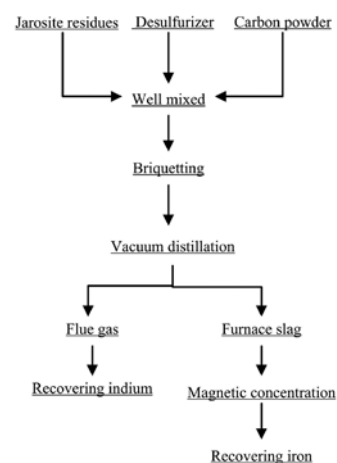 Jarosite residues Desulfurizer Carbon powder
Well mixed
Briquetting
Vacuum distillation
Flue gas Furnace slag
Recovering indium Magnetic concentration
Recovering iron